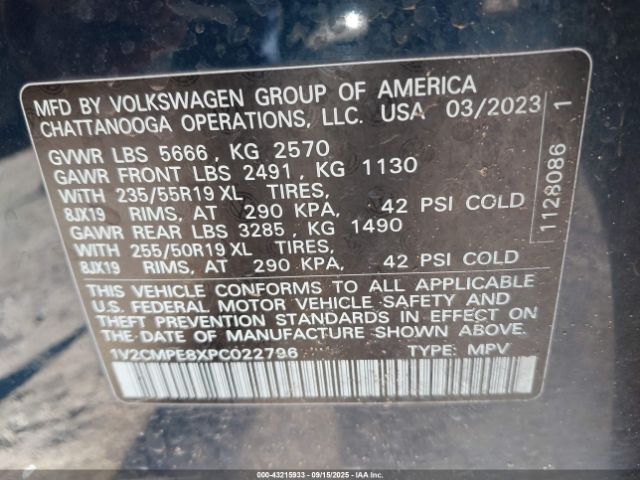 MFD BY VOLKSWAGEN GROUP OF AMERICA
CHATTANOOGA OPERATIONS, LLC. USA 03/2023
GVWR LBS 5666, KG 2570
GAWR FRONT LBS 2491, KG 1130
WITH 235/55R19 XL TIRES,
8JX19 RIMS, AT 290 KPA, 42 PSI COLD
GAWR REAR LBS 3285, KG 1490
WITH 255/50R19 XL TIRES,
8JX19 RIMS, AT 290 KPA, 42 PSI COLD
THIS VEHICLE CONFORMS TO ALL APPLICABLE
U.S. FEDERAL MOTOR VEHICLE SAFETY AND
THEFT PREVENTION STANDARDS IN EFFECT ON
THE DATE OF MANUFACTURE SHOWN ABOVE.
1V2CMPE8XPC022796 TYPE: MPV
1128086 1
000-43215933 - 09/15/2025 - IAAI.COM